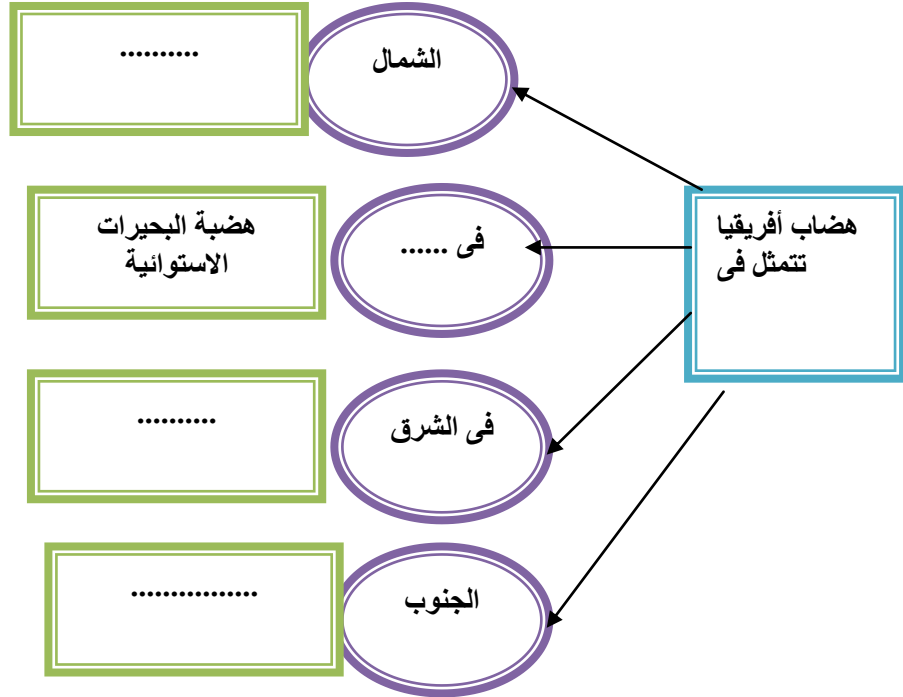 هضاب أفريقيا
تتمثل فى
الشمال
..........
فى ......
هضبة البحيرات
الاستوائية
فى الشرق
..........
الجنوب
................